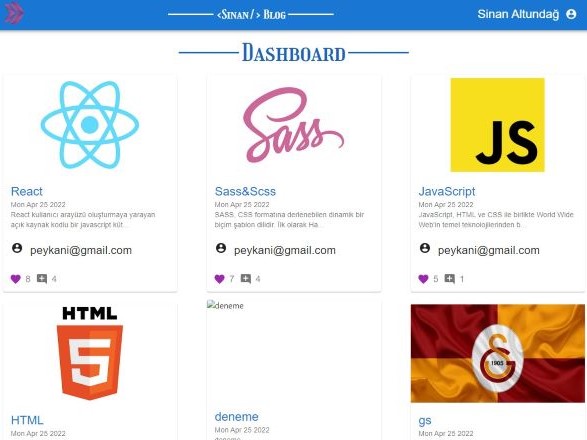 <Sinan/> Blog
Sinan Altundağ
Dashboard
Sass
JS
React
Mon Apr 25 2022
React kullanıcı arayüzü oluşturmaya yarayan
açık kaynak kodlu bir javascript küt...
peykani@gmail.com
8 4
Sass&Scss
Mon Apr 25 2022
SASS, CSS formatına derlenebilen dinamik bir
biçim şablon dilidir. İlk olarak Ha...
peykani@gmail.com
7 4
JavaScript
Mon Apr 25 2022
JavaScript, HTML ve CSS ile birlikte World Wide
Web'in temel teknolojilerinden b...
peykani@gmail.com
5 1
HTML
5
deneme
1905
HTML
Mon Apr 25 2022
deneme
Mon Apr 25 2022
deneme
gs
Mon Apr 25 2022